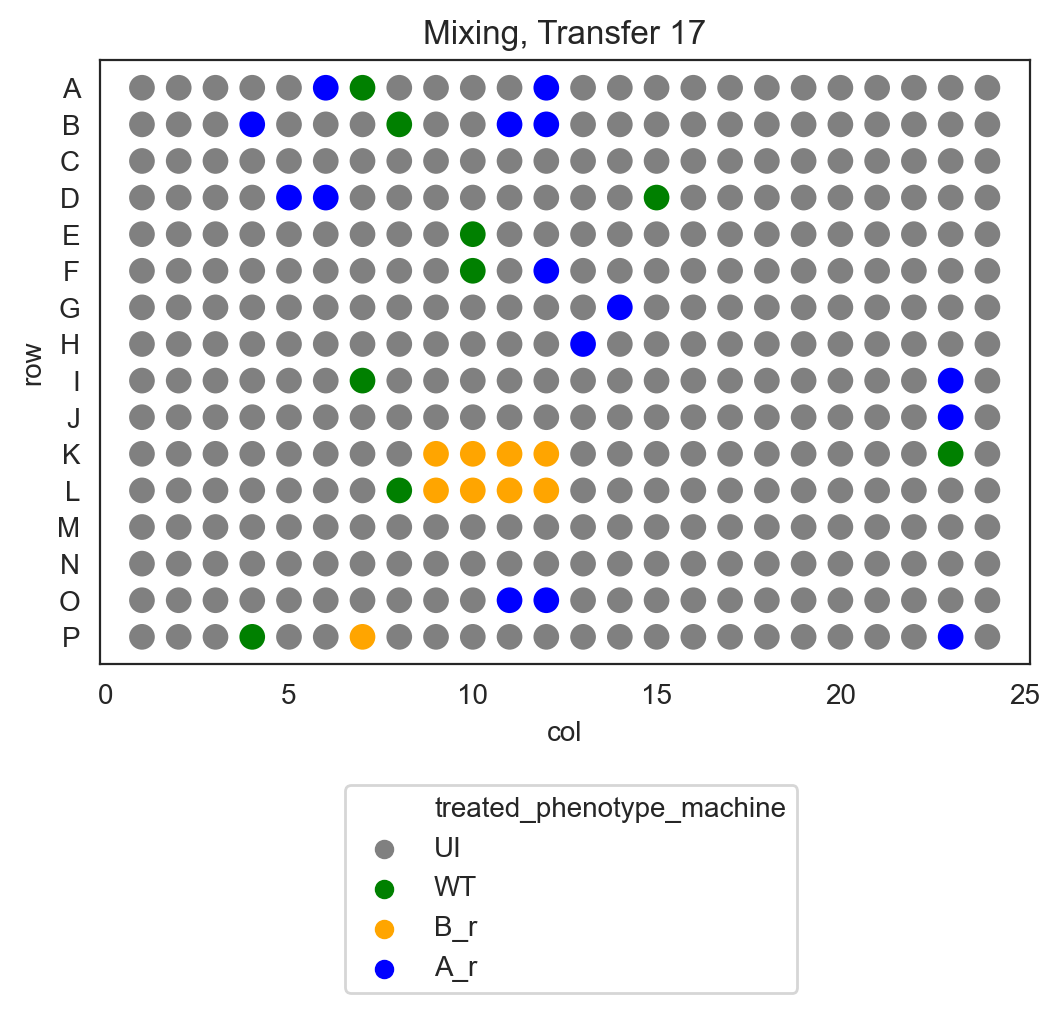 Mixing, Transfer 17
A
B
C
D
E
F
G
H
I
J
K
L
M
N
O
P
row
0 5 10 15 20 25
col
treated_phenotype_machine
UI
WT
B_r
A_r